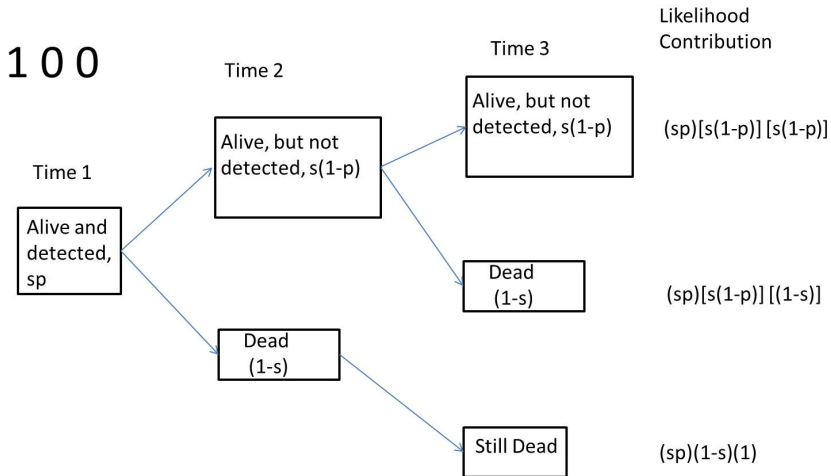 Likelihood
Contribution
1 0 0
Time 2
Time 3
Alive, but not
detected, s(1-p)
(sp)[s(1-p)] [s(1-p)]
Alive, but not
detected, s(1-p)
Time 1
Alive and
detected,
sp
Dead
(1-s)
(sp)[s(1-p)] [(1-s)]
Dead
(1-s)
Still Dead
(sp)(1-s)(1)